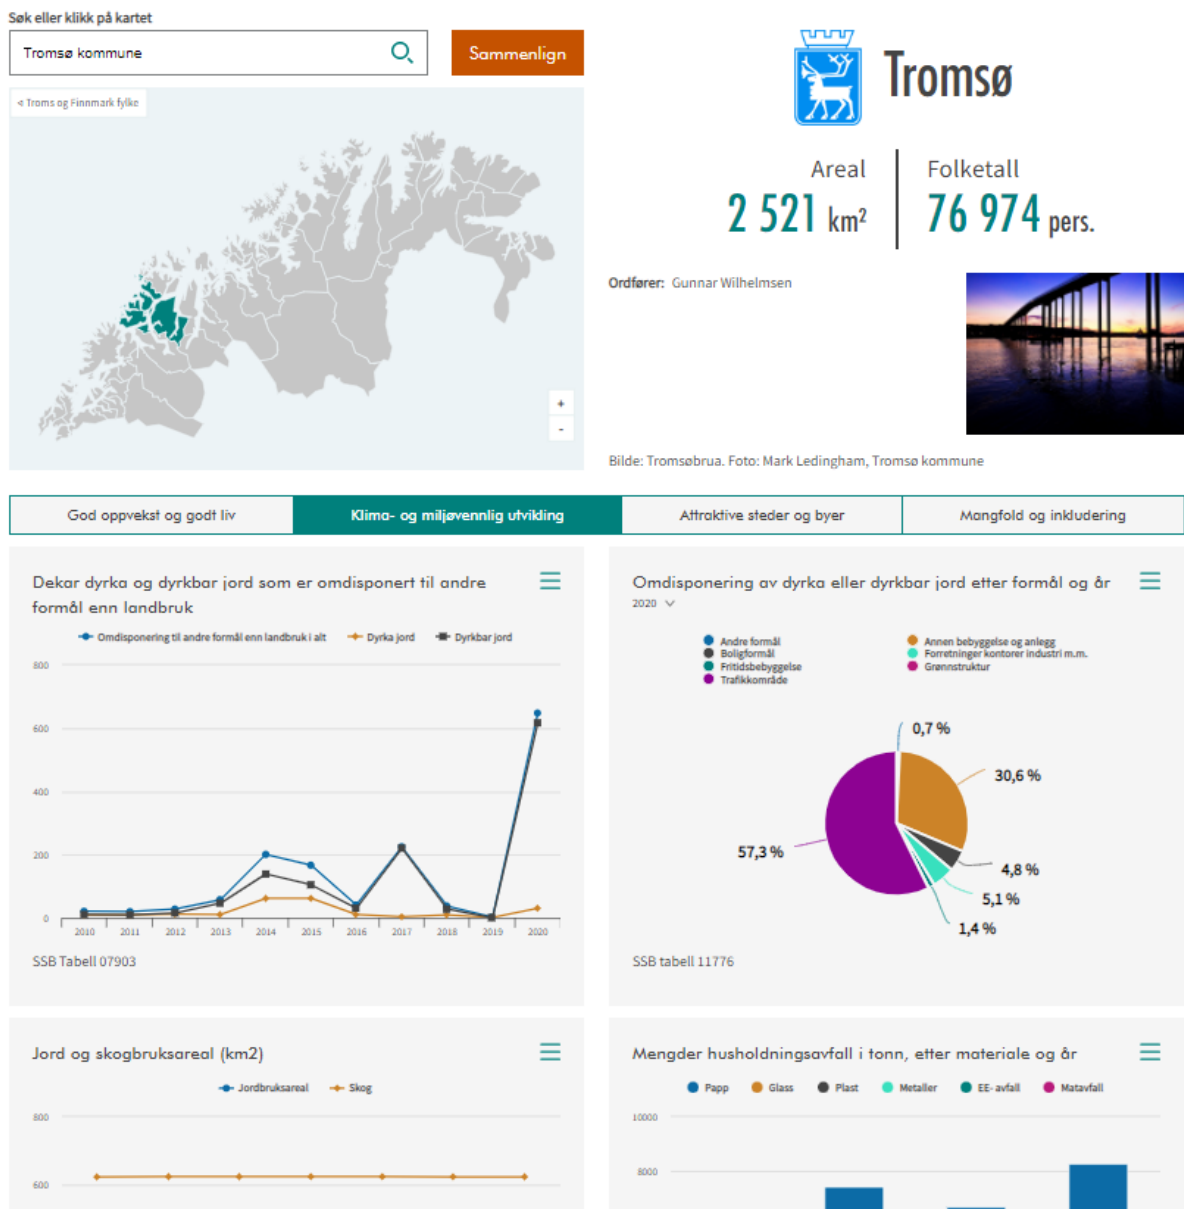 Søk eller klikk på kartet
Tromsø kommune
Sammenlign
< Troms og Finnmark fylke
+
-
Tromsø
Areal
2 521 km²
Folketall
76 974 pers.
Ordfører: Gunnar Wilhelmsen
Bilde: Tromsøbrua. Foto: Mark Ledingham, Tromsø kommune
God oppvekst og godt liv
Klima- og miljøvennlig utvikling
Attraktive steder og byer
Mangfold og inkludering
Dekar dyrka og dyrkbar jord som er omdisponert til andre
formål enn landbruk
Omdisponering til andre formål enn landbruk i alt
Dyrka jord
Dyrkbar jord
800
600
400
200
0
2010 2011 2012 2013 2014 2015 2016 2017 2018 2019 2020
SSB Tabell 07903
Omdisponering av dyrka eller dyrkbar jord etter formål og år
2020
Andre formål
Annen bebyggelse og anlegg
Boligformål
Forretninger kontorer industri m.m.
Fritidsbebyggelse
Grønnstruktur
Trafikkområde
0,7 %
30,6 %
57,3 %
4,8 %
5,1 %
1,4 %
SSB tabell 11776
Jord og skogbruksareal (km2)
Jordbruksareal
Skog
800
600
Mengder husholdningsavfall i tonn, etter materiale og år
Papp
Glass
Plast
Metaller
EE- avfall
Matavfall
10000
8000